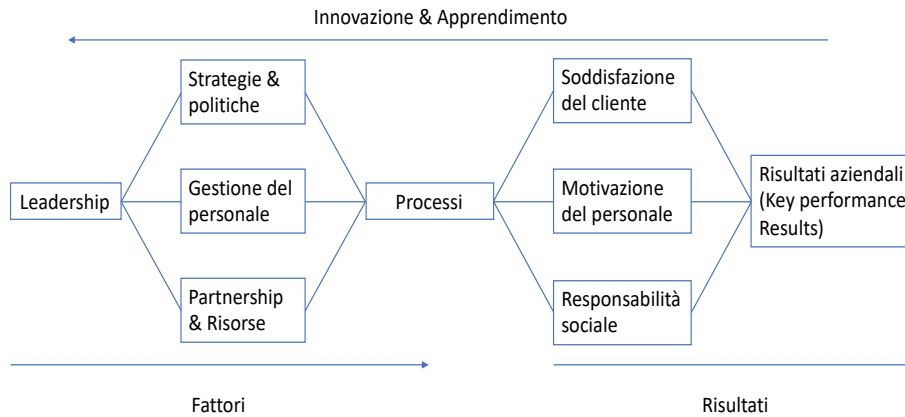 Innovazione & Apprendimento
Strategie &
politiche
Soddisfazione
del cliente
Leadership
Gestione del
personale
Processi
Motivazione
del personale
Risultati aziendali
(Key performance
Results)
Partnership
& Risorse
Responsabilità
sociale
Fattori
Risultati